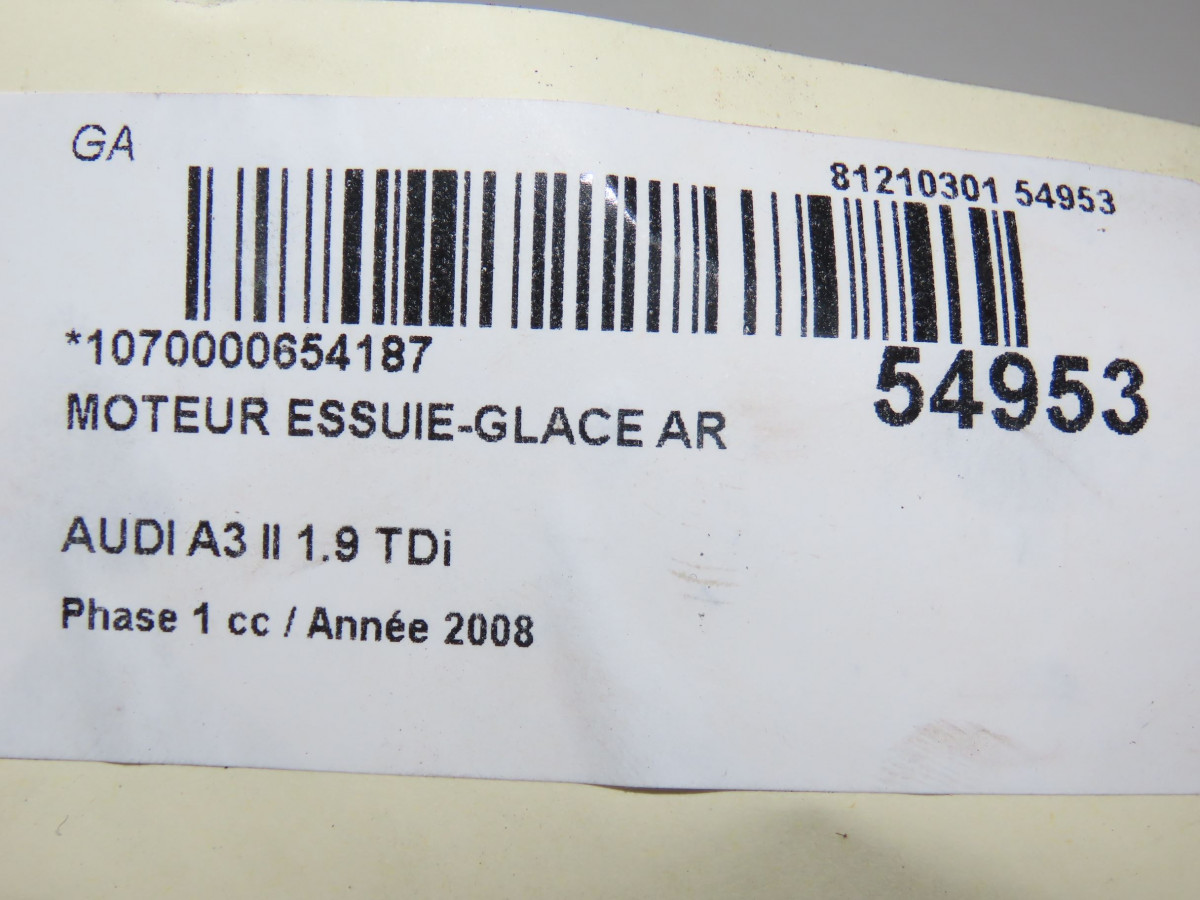 GA
81210301 54953
*1070000654187
54953
MOTEUR ESSUIE-GLACE AR
AUDI A3 II 1.9 TDi
Phase 1 cc / Année 2008